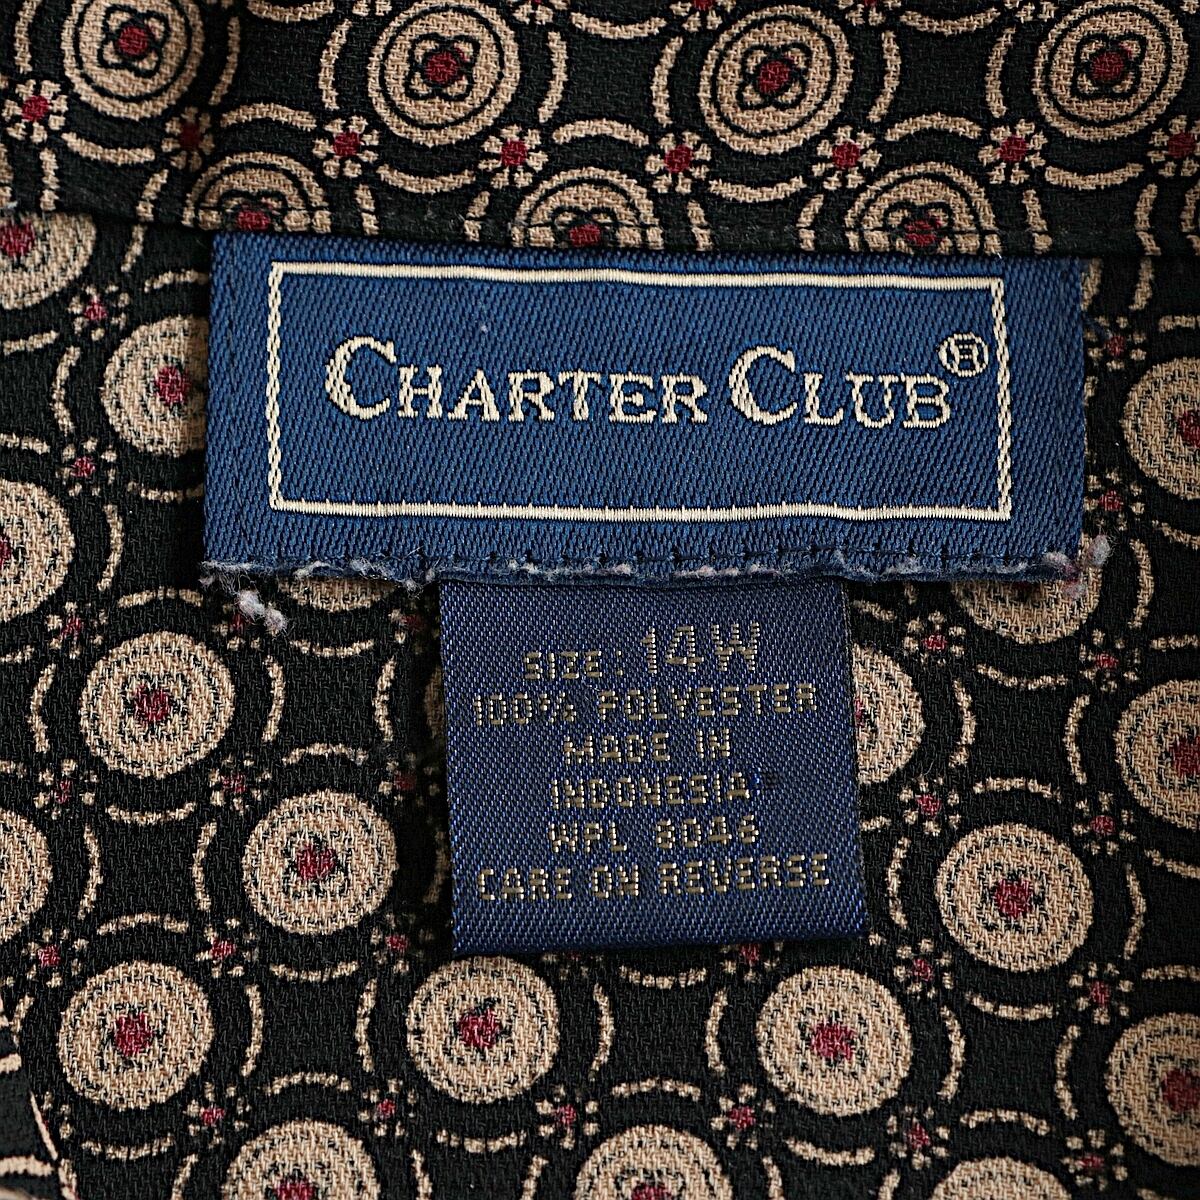 CHARTER CLUB®
SIZE: 14W
100% POLYESTER
MADE IN
INDONESIA
WPL 8046
CARE ON REVERSE